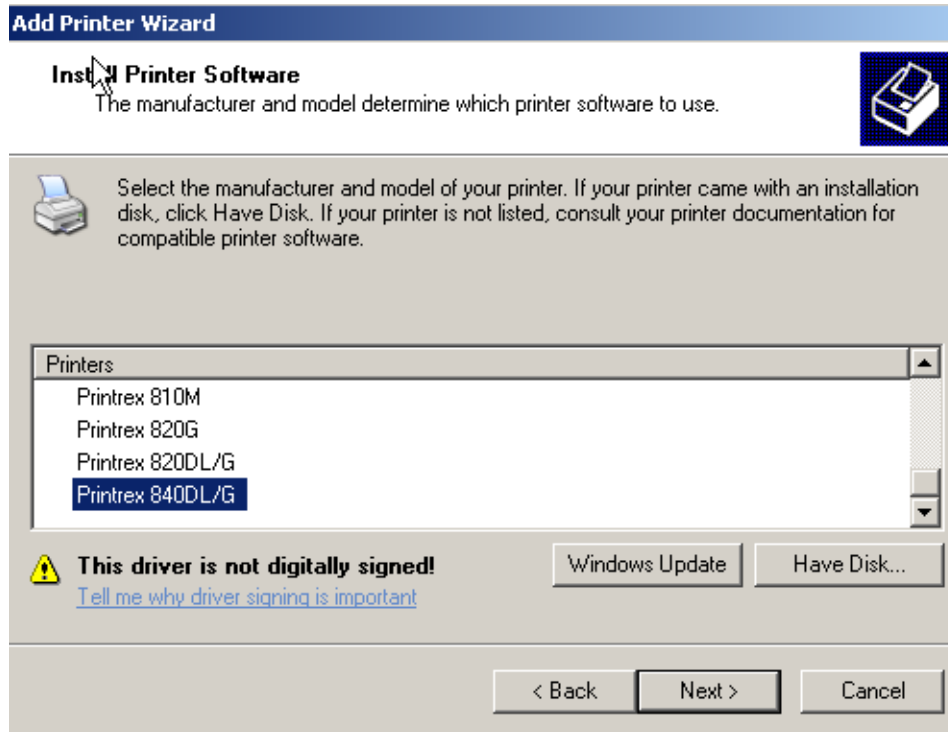 Add Printer Wizard
Install Printer Software
The manufacturer and model determine which printer software to use.
Select the manufacturer and model of your printer. If your printer came with an installation
disk, click Have Disk. If your printer is not listed, consult your printer documentation for
compatible printer software.
Printers
Printrex 810M
Printrex 820G
Printrex 820DL/G
Printrex 840DL/G
This driver is not digitally signed!
Tell me why driver signing is important
Windows Update
Have Disk...
< Back
Next >
Cancel